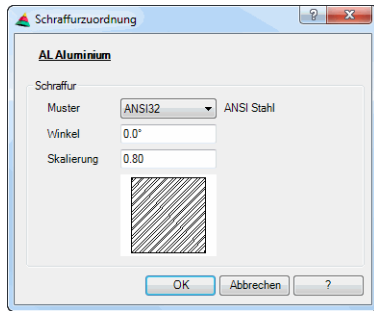 Schraffurzuordnung
AL Aluminium
Schraffur
Muster ANSI32 ANSI Stahl
Winkel 0.0°
Skalierung 0.80
OK Abbrechen ?